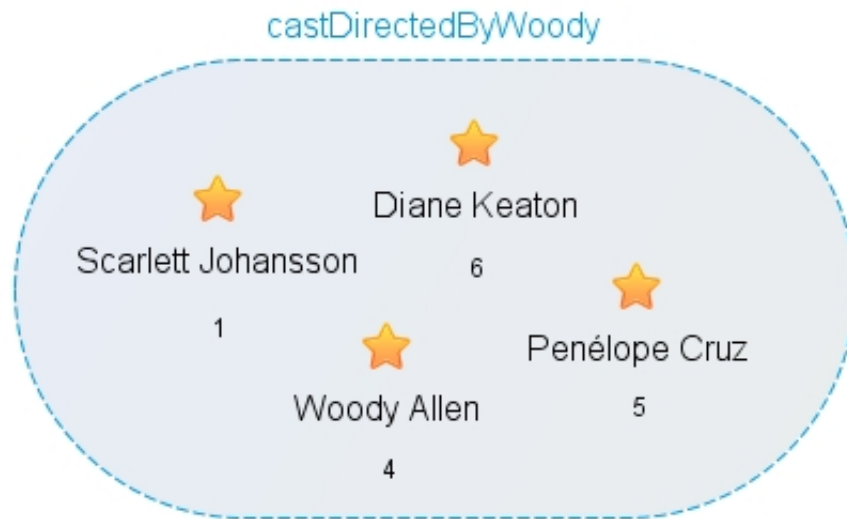 castDirectedByWoody
Diane Keaton
6
Scarlett Johansson
1
Penélope Cruz
5
Woody Allen
4